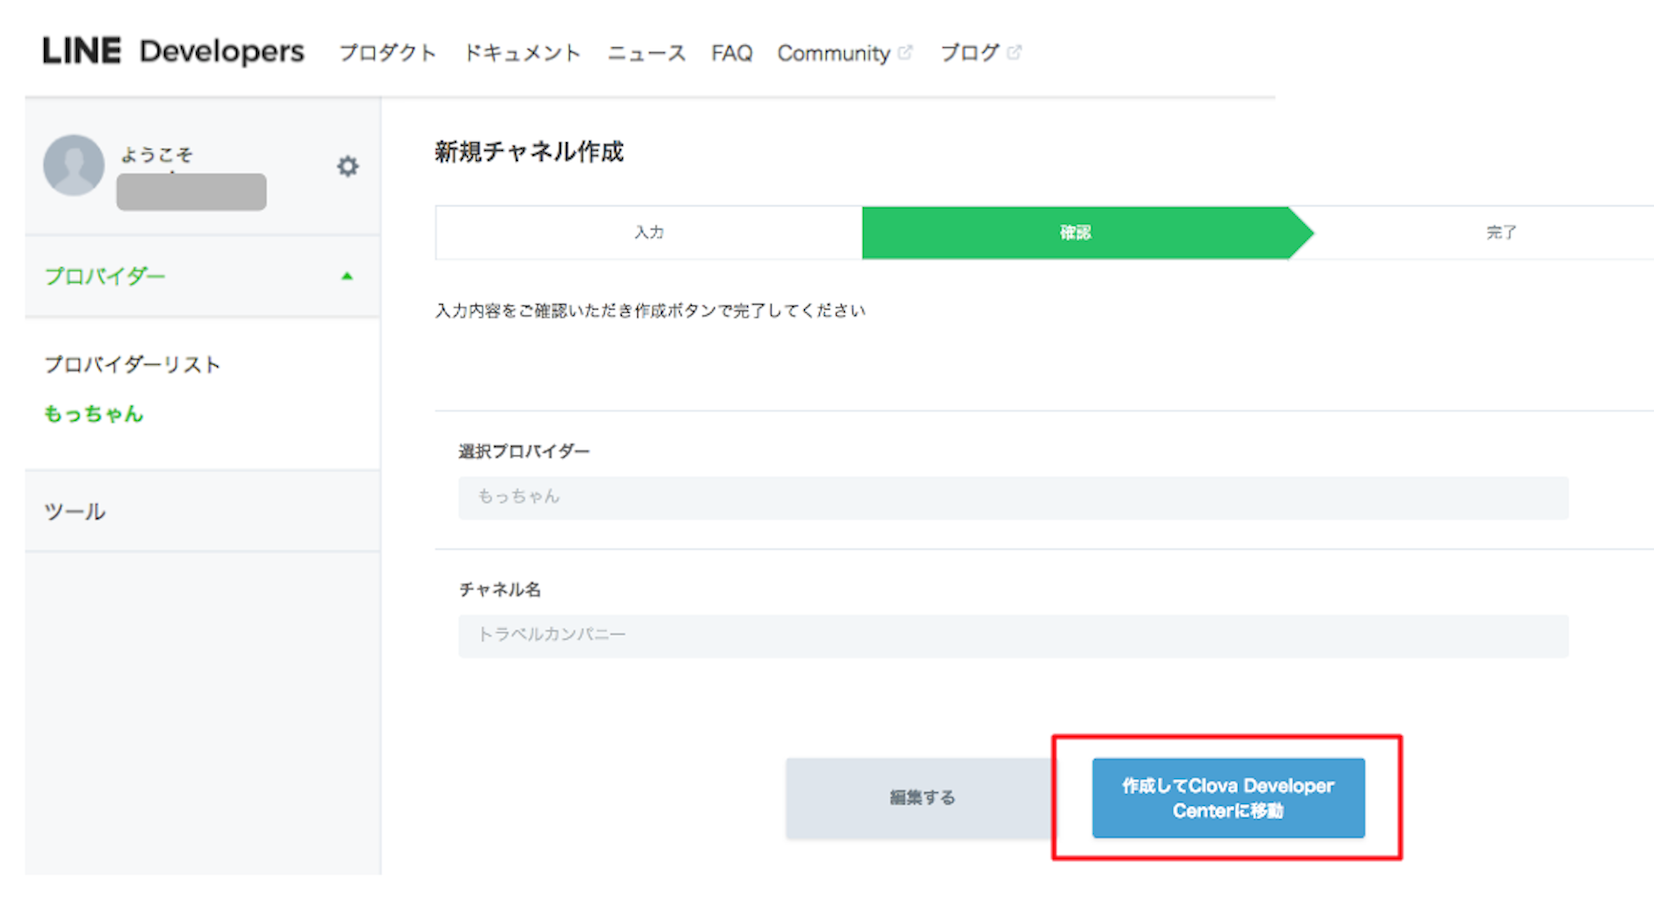 LINE Developers プロダクト ドキュメント ニュース FAQ Community ブログ
ようこそ
プロバイダー
プロバイダーリスト
もっちゃん
ツール
新規チャネル作成
入力 確認 完了
入力内容をご確認いただき作成ボタンで完了してください
選択プロバイダー
もっちゃん
チャネル名
トラベルカンパニー
編集する
作成してClova Developer
Centerに移動